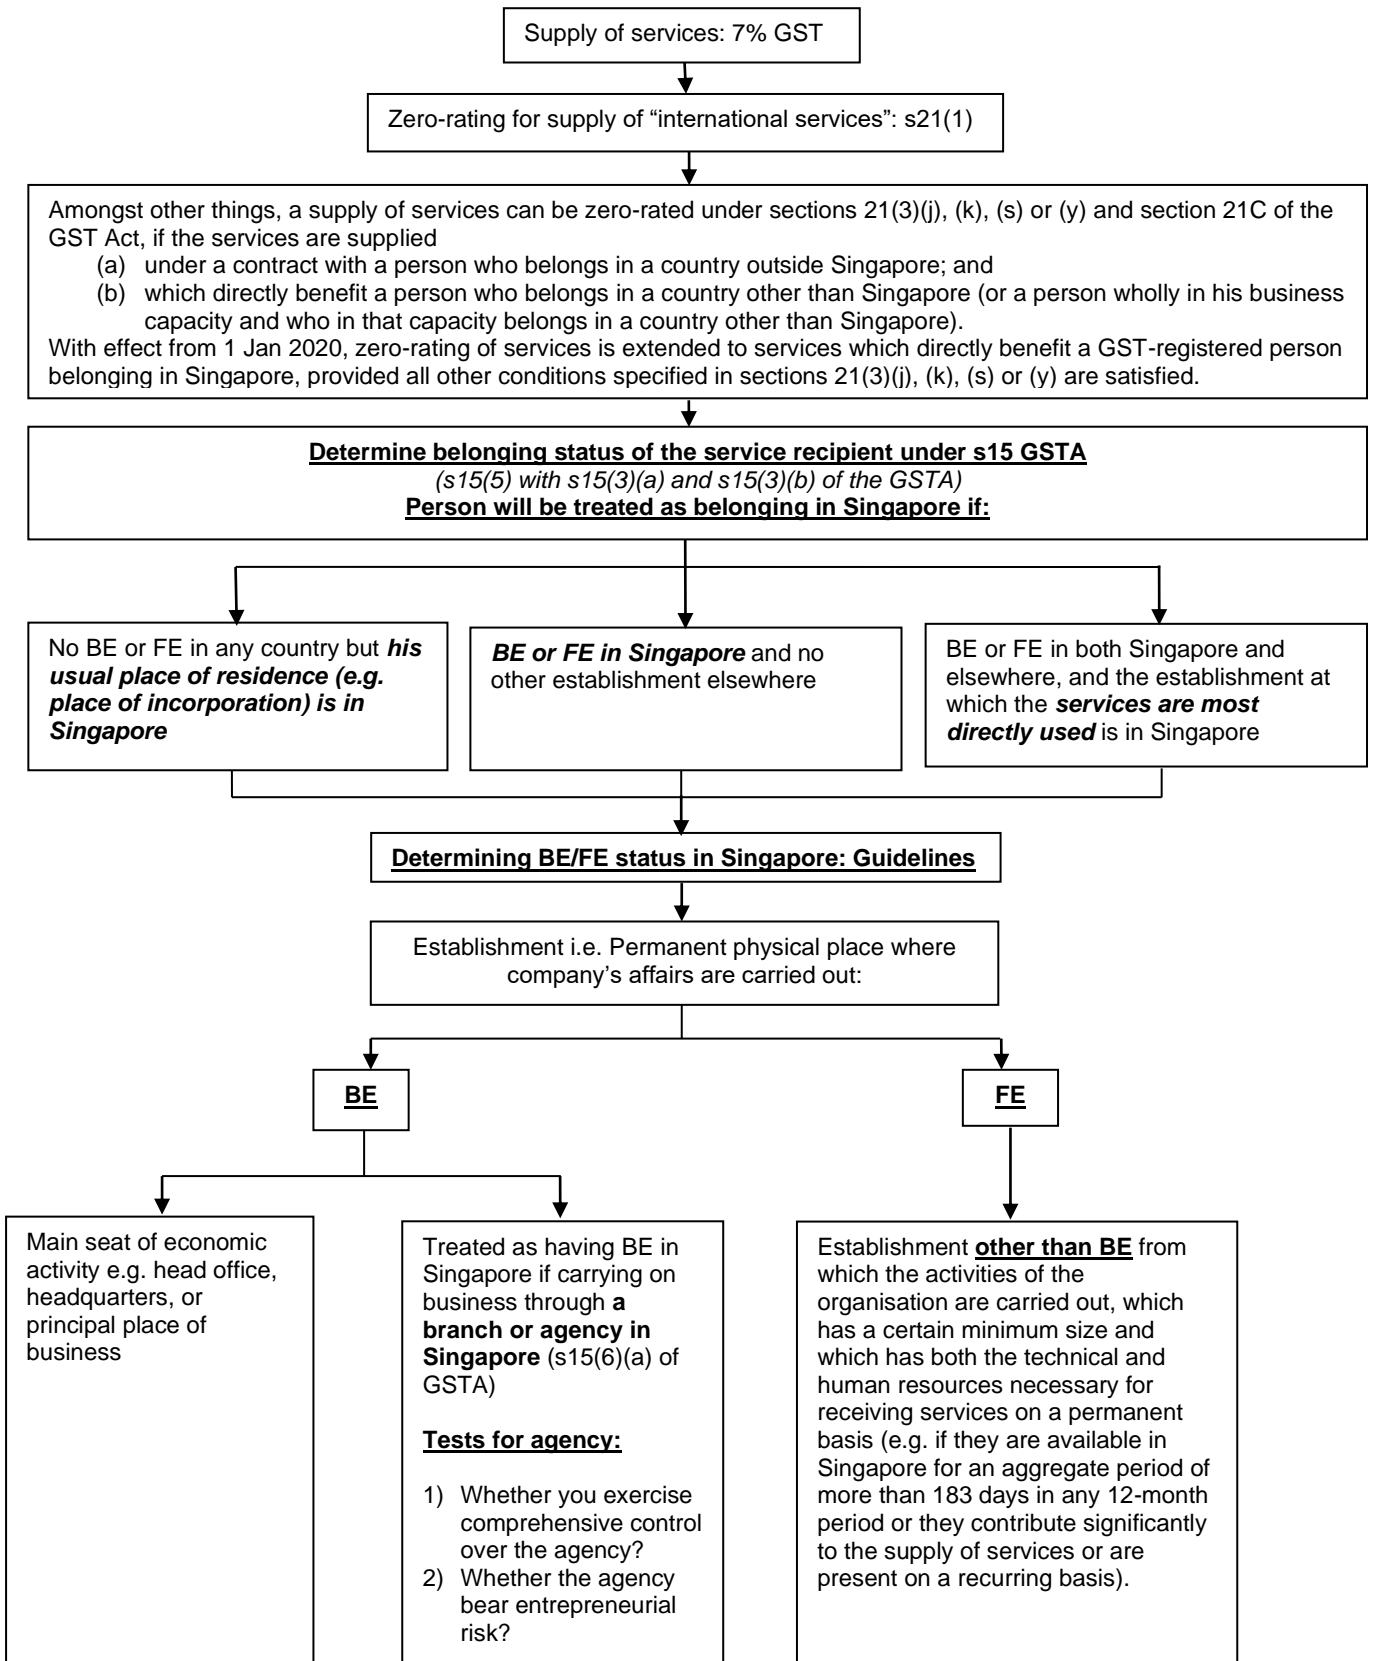 Supply of services: 7% GST
Zero-rating for supply of “international services”: s21(1)
Amongst other things, a supply of services can be zero-rated under sections 21(3)(j), (k), (s) or (y) and section 21C of the
GST Act, if the services are supplied
(a) under a contract with a person who belongs in a country outside Singapore; and
(b) which directly benefit a person who belongs in a country other than Singapore (or a person wholly in his business
capacity and who in that capacity belongs in a country other than Singapore).
With effect from 1 Jan 2020, zero-rating of services is extended to services which directly benefit a GST-registered person
belonging in Singapore, provided all other conditions specified in sections 21(3)(j), (k), (s) or (y) are satisfied.
Determine belonging status of the service recipient under s15 GSTA
(s15(5) with s15(3)(a) and s15(3)(b) of the GSTA)
Person will be treated as belonging in Singapore if:
No BE or FE in any country but his
usual place of residence (e.g.
place of incorporation) is in
Singapore
BE or FE in Singapore and no
other establishment elsewhere
BE or FE in both Singapore and
elsewhere, and the establishment at
which the services are most
directly used is in Singapore
Determining BE/FE status in Singapore: Guidelines
Establishment i.e. Permanent physical place where
company’s affairs are carried out:
BE
FE
Main seat of economic
activity e.g. head office,
headquarters, or
principal place of
business
Treated as having BE in
Singapore if carrying on
business through a
branch or agency in
Singapore (s15(6)(a) of
GSTA)
Tests for agency:
1) Whether you exercise
comprehensive control
over the agency?
2) Whether the agency
bear entrepreneurial
risk?
Establishment other than BE from
which the activities of the
organisation are carried out, which
has a certain minimum size and
which has both the technical and
human resources necessary for
receiving services on a permanent
basis (e.g. if they are available in
Singapore for an aggregate period of
more than 183 days in any 12-month
period or they contribute significantly
to the supply of services or are
present on a recurring basis).